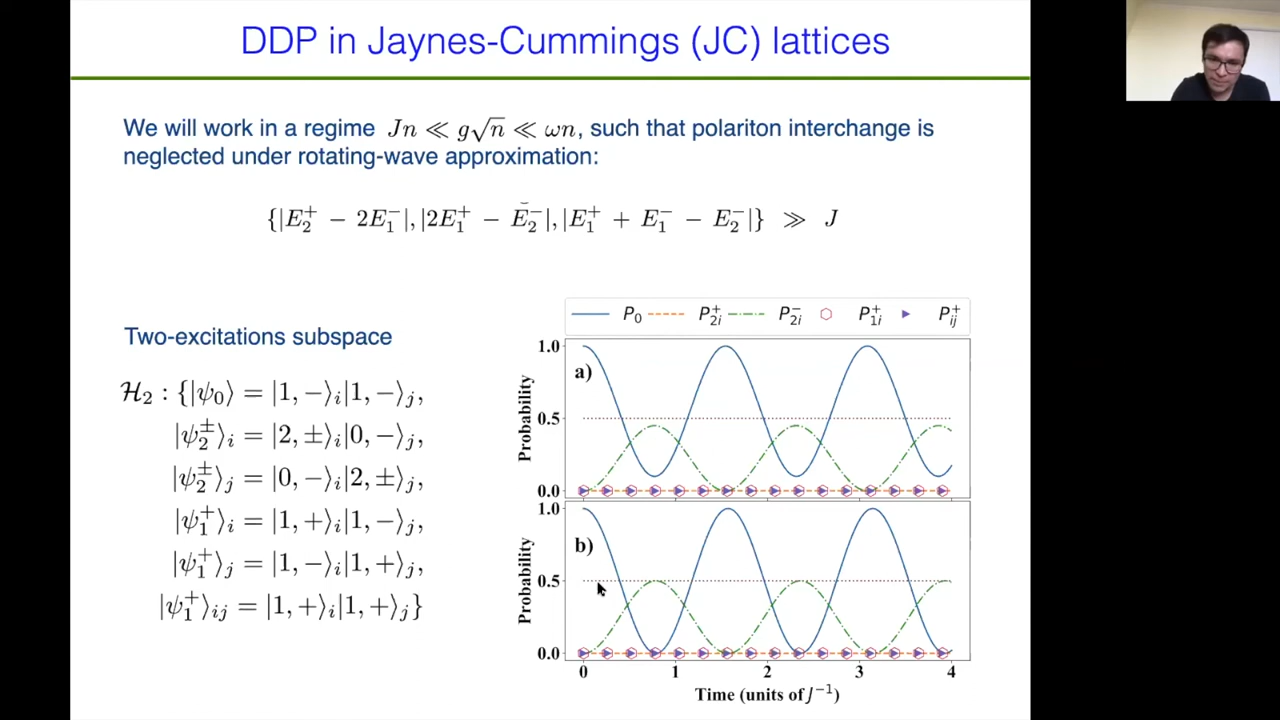 DDP in Jaynes-Cummings (JC) lattices
We will work in a regime Jn ≪ g√n ≪ ωn, such that polariton interchange is
neglected under rotating-wave approximation:
{|E₂⁺ − 2E₁⁻|, |2E₁⁺ − E₂⁻|, |E₁⁺ + E₁⁻ − E₂⁻|} ≫ J
Two-excitations subspace
ℋ₂ : {|ψ₀⟩ = |1, −⟩ᵢ|1, −⟩ⱼ,
|ψ₂^±⟩ᵢ = |2, ±⟩ᵢ|0, −⟩ⱼ,
|ψ₂^±⟩ⱼ = |0, −⟩ᵢ|2, ±⟩ⱼ,
|ψ₁⁺⟩ᵢ = |1, +⟩ᵢ|1, −⟩ⱼ,
|ψ₁⁺⟩ⱼ = |1, −⟩ᵢ|1, +⟩ⱼ,
|ψ₁⁺⟩ᵢⱼ = |1, +⟩ᵢ|1, +⟩ⱼ}
P₀ P₂ᵢ⁺ P₂ᵢ⁻ P₁ᵢ⁺ Pᵢⱼ⁺
1.0
a)
Probability
0.5
0.0
1.0
b)
Probability
0.5
0.0
0 1 2 3 4
Time (units of J⁻¹)